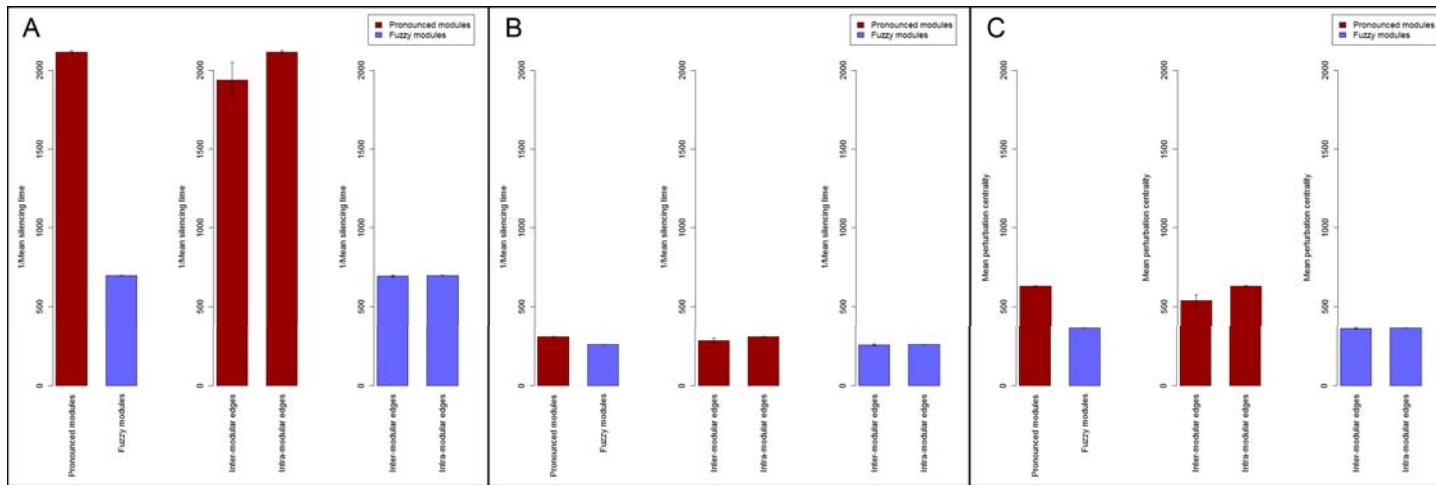 A
Pronounced modules
Fuzzy modules
1/Mean silencing time
0
500
1000
1500
2000
Pronounced modules
Fuzzy modules
1/Mean silencing time
0
500
1000
1500
2000
Inter-modular edges
Intra-modular edges
1/Mean silencing time
0
500
1000
1500
2000
Inter-modular edges
Intra-modular edges
B
Pronounced modules
Fuzzy modules
1/Mean silencing time
0
500
1000
1500
2000
Pronounced modules
Fuzzy modules
1/Mean silencing time
0
500
1000
1500
2000
Inter-modular edges
Intra-modular edges
1/Mean silencing time
0
500
1000
1500
2000
Inter-modular edges
Intra-modular edges
C
Pronounced modules
Fuzzy modules
Mean perturbation centrality
0
500
1000
1500
2000
Pronounced modules
Fuzzy modules
Mean perturbation centrality
0
500
1000
1500
2000
Inter-modular edges
Intra-modular edges
Mean perturbation centrality
0
500
1000
1500
2000
Inter-modular edges
Intra-modular edges